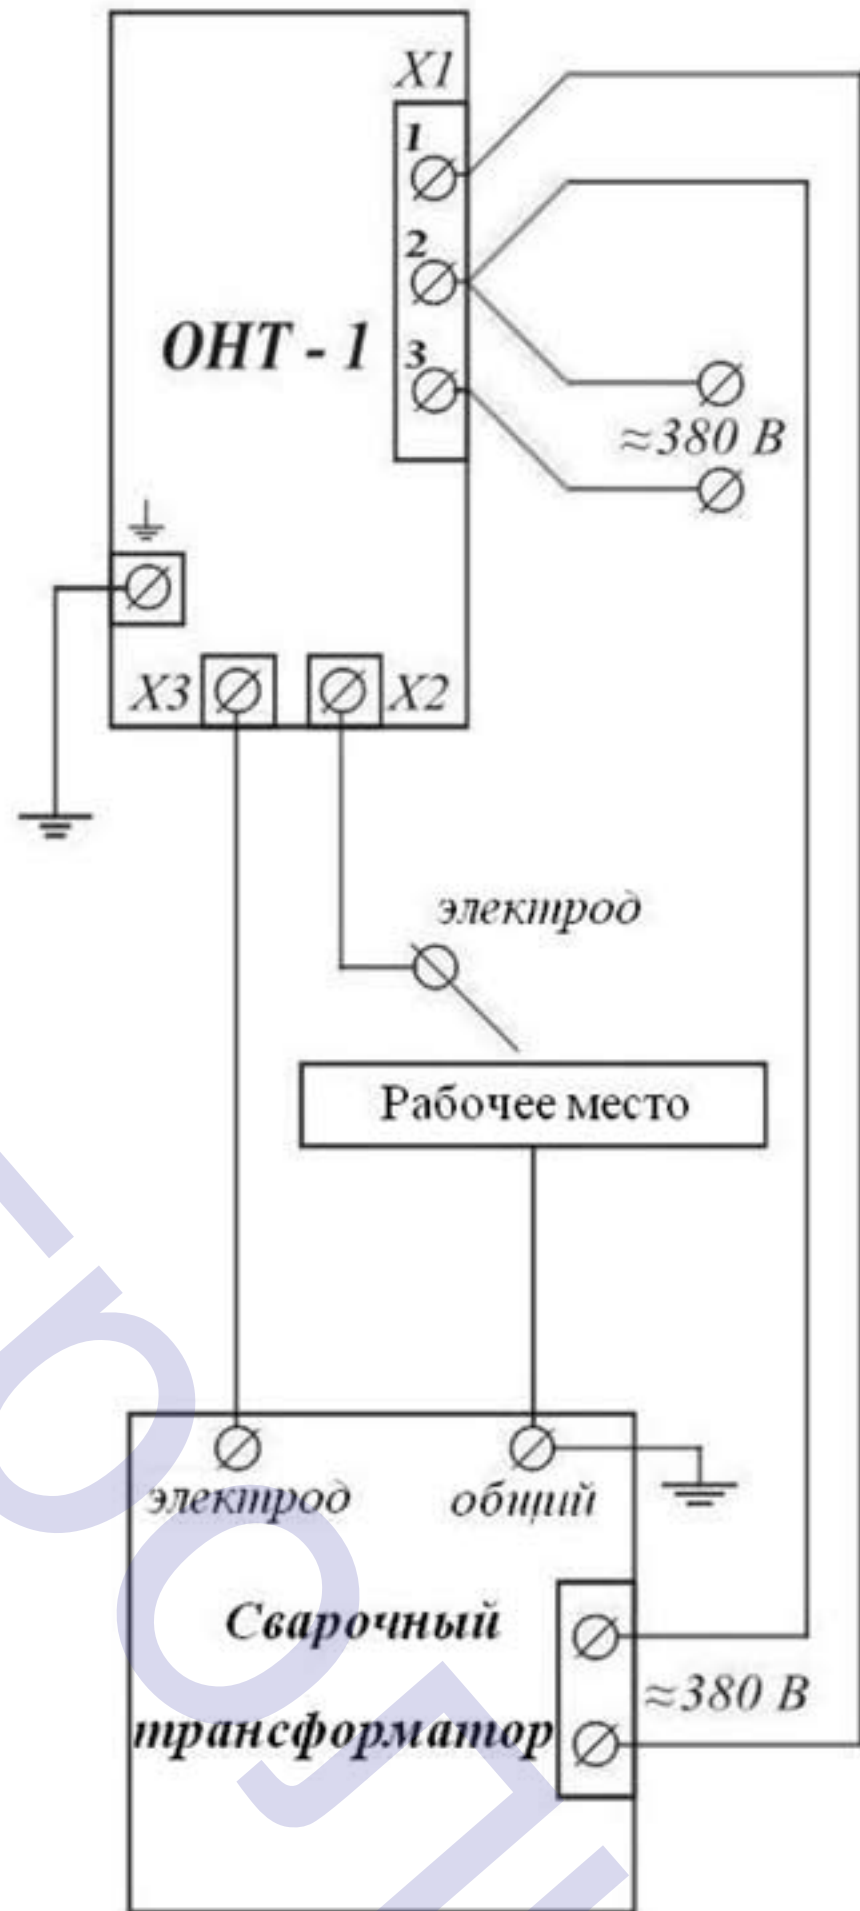 X1
1
2
ОНТ - 1
3
≈380 В
X3
X2
электрод
Рабочее место
электрод
общий
Сварочный
≈380 В
трансформатор